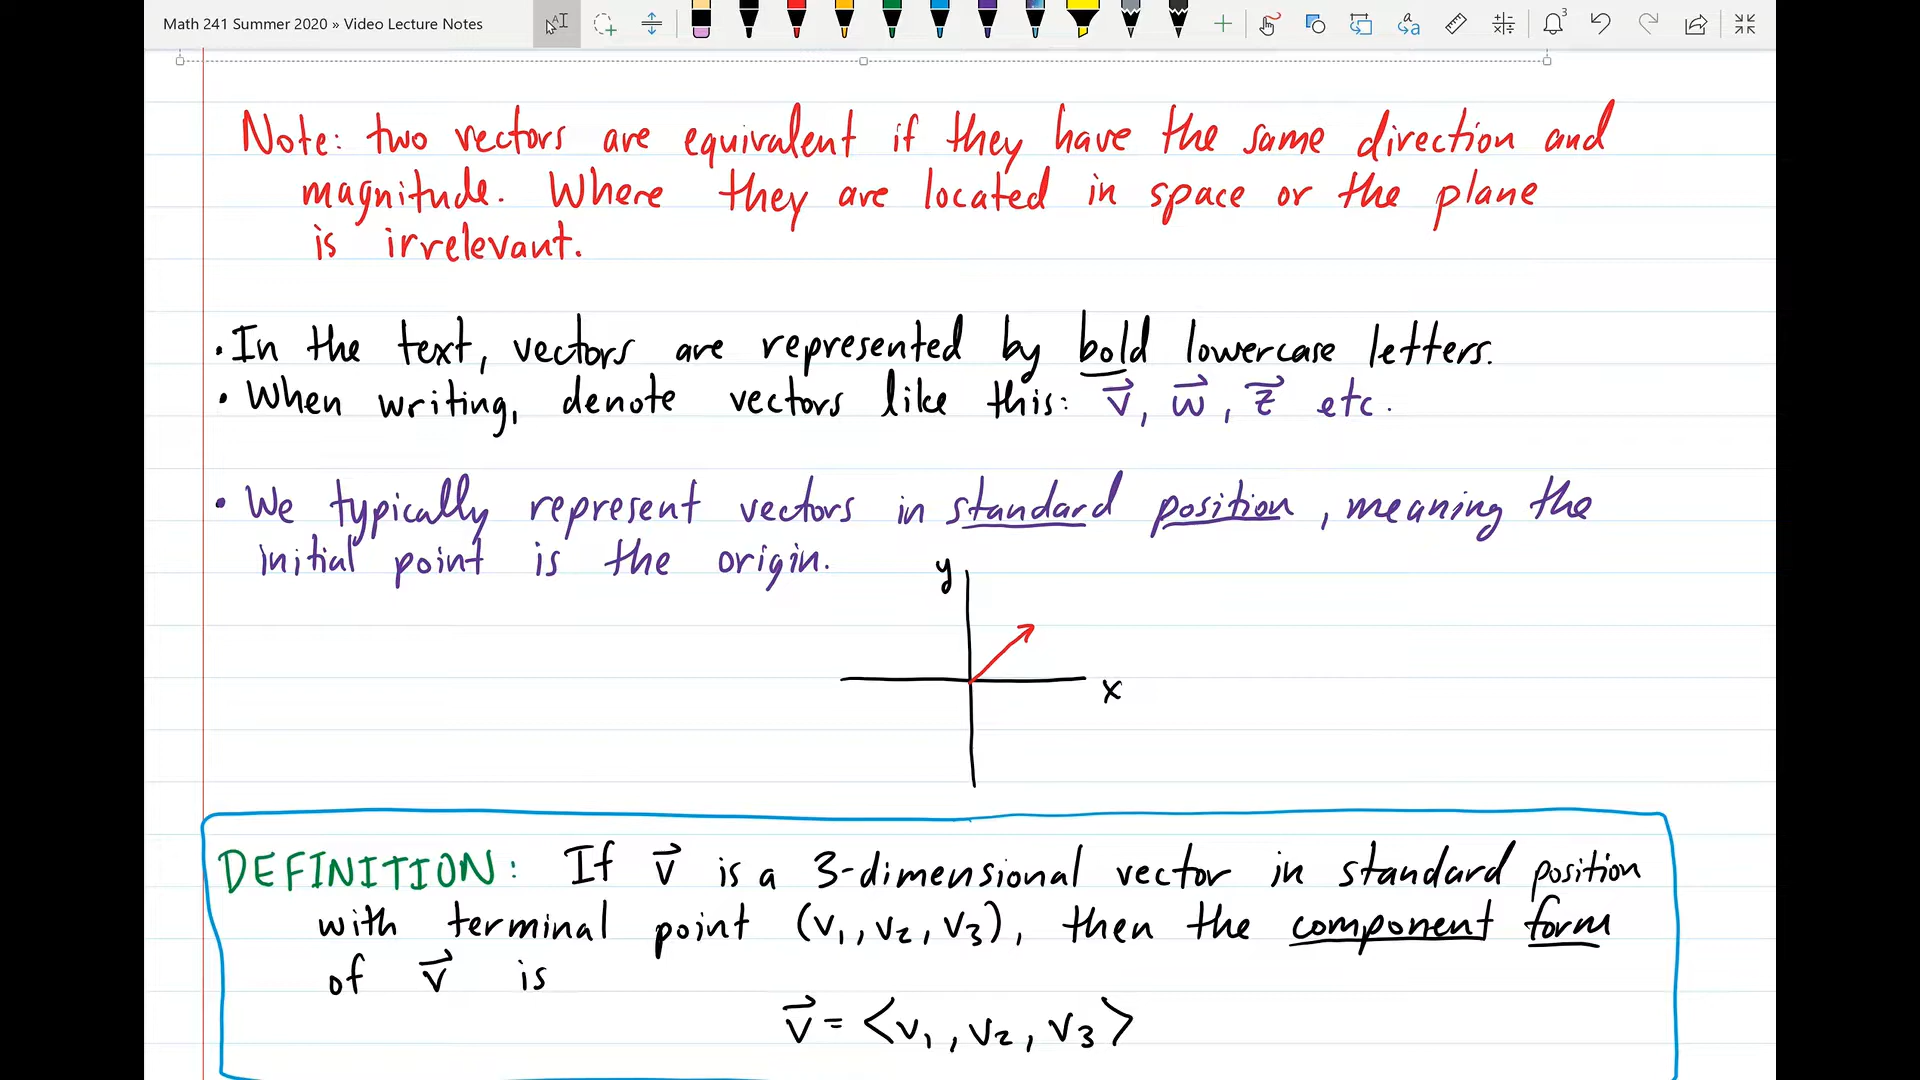 Math 241 Summer 2020 » Video Lecture Notes
Note: two vectors are equivalent if they have the same direction and
magnitude. Where they are located in space or the plane
is irrelevant.
• In the text, vectors are represented by bold lowercase letters.
• When writing, denote vectors like this: v⃗, w⃗, z⃗ etc.
• We typically represent vectors in standard position, meaning the
initial point is the origin.
y
x
DEFINITION: If v⃗ is a 3-dimensional vector in standard position
with terminal point (v₁, v₂, v₃), then the component form
of v⃗ is
v⃗ = <v₁, v₂, v₃>